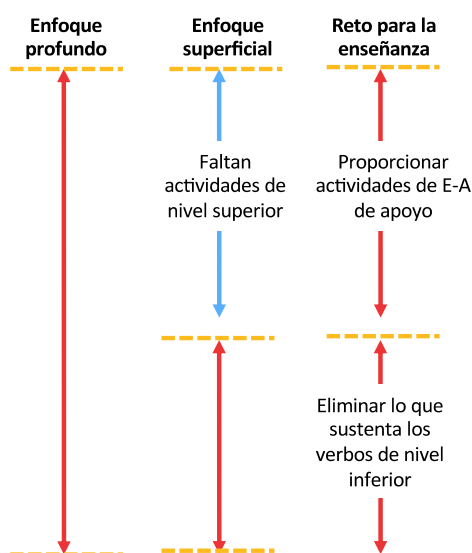 Enfoque
profundo
Enfoque
superficial
Reto para la
enseñanza
Faltan
actividades de
nivel superior
Proporcionar
actividades de E-A
de apoyo
Eliminar lo que
sustenta los
verbos de nivel
inferior